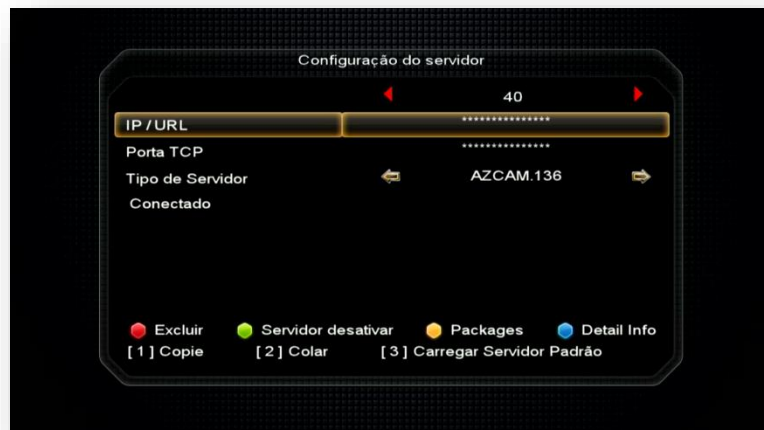 Configuração do servidor
40
IP / URL ***************
Porta TCP ***************
Tipo de Servidor AZCAM.136
Conectado
Excluir Servidor desativar Packages Detail Info
[ 1 ] Copie [ 2 ] Colar [ 3 ] Carregar Servidor Padrão